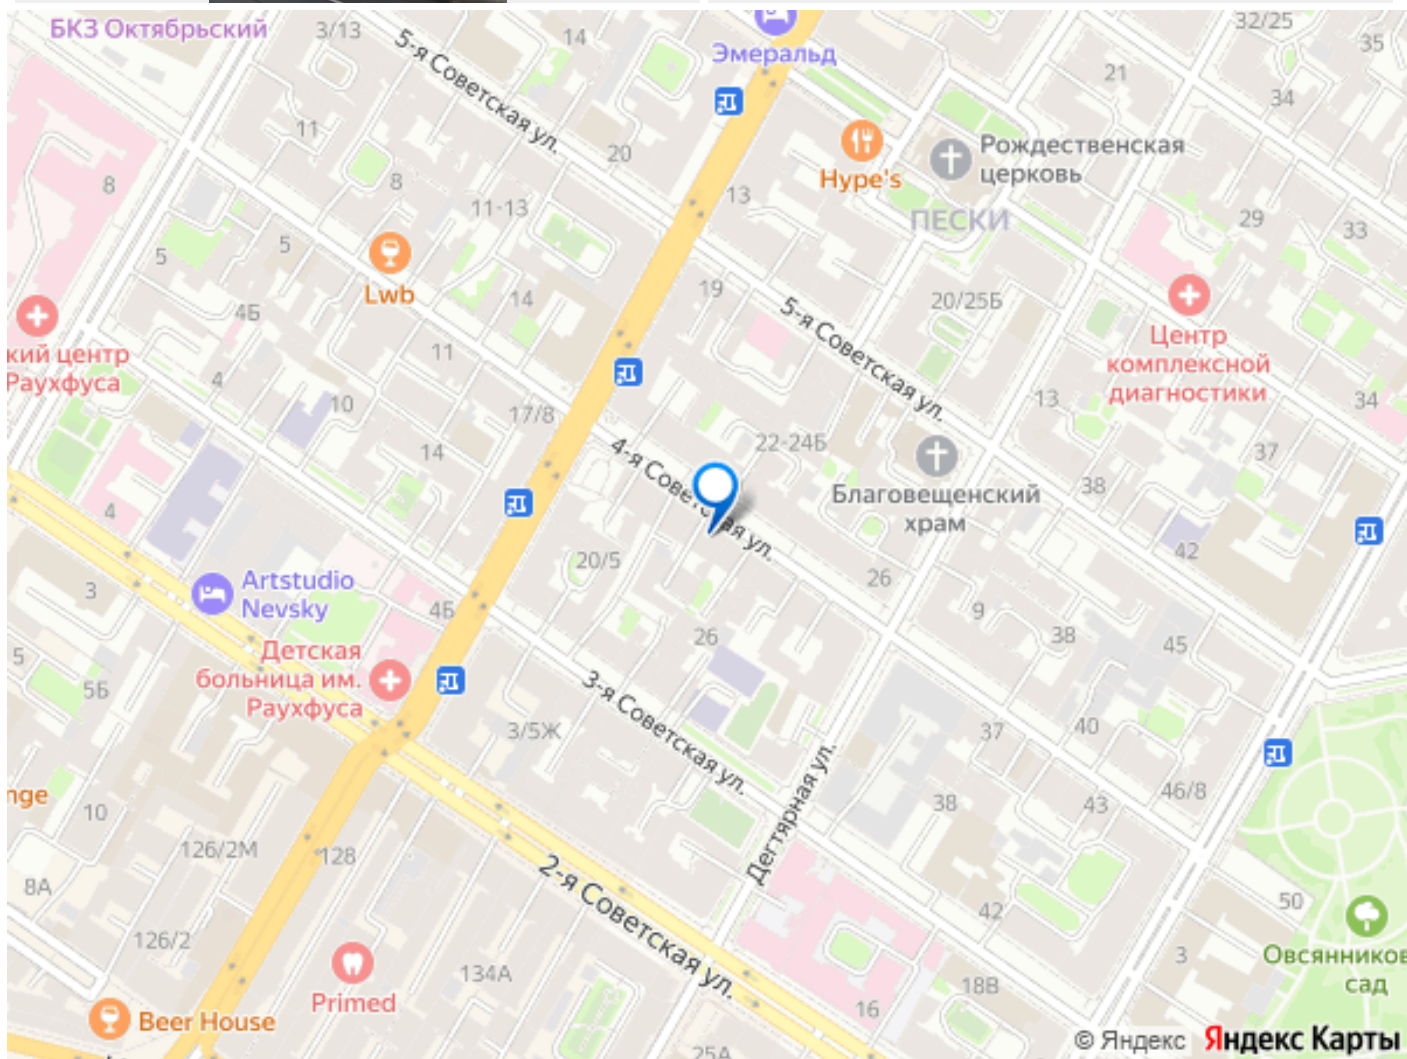 БКЗ Октябрьский
3/13
14
5-я Советская ул.
Эмеральд
32/25
35
21
34
11
20
Hype's
Рождественская
церковь
8
8
11-13
13
ПЕСКИ
29
33
5
5
Lwb
14
19
20/25Б
4Б
5-я Советская ул.
Центр
комплексной
диагностики
кий центр
Раухфуса
11
4
10
17/8
13
34
14
4-я Советская ул.
22-24Б
37
Благовещенский
храм
38
4
42
3
Artstudio
Nevsky
20/5
26
9
4Б
38
45
26
Детская
больница им.
Раухфуса
5
5Б
3-я Советская ул.
3/5Ж
37
40
nge
10
Дегтярная ул.
38
43
46/8
126/2М
128
8А
2-я Советская ул.
42
50
126/2
Овсянников
сад
3
134А
Primed
18В
16
Beer House
25А
© Яндекс Яндекс Карты